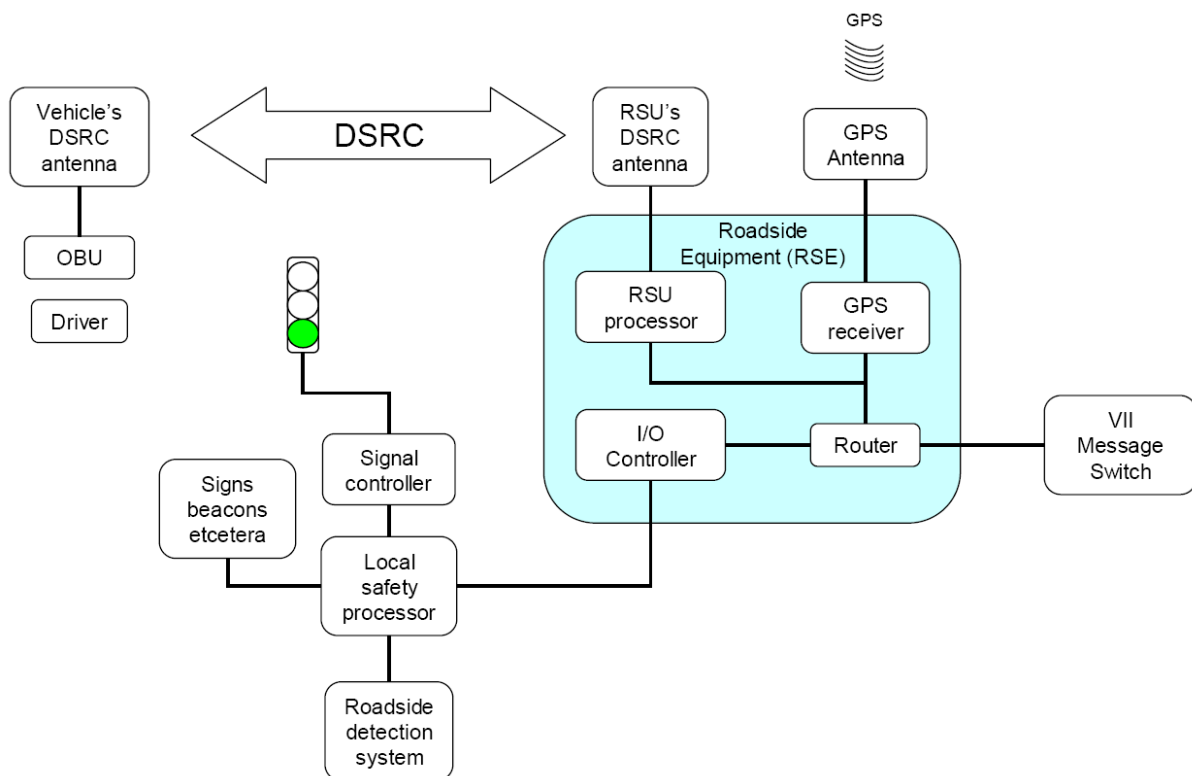 GPS
Vehicle's
DSRC
antenna
DSRC
RSU's
DSRC
antenna
GPS
Antenna
OBU
Driver
Roadside
Equipment (RSE)
RSU
processor
GPS
receiver
I/O
Controller
Router
VII
Message
Switch
Signal
controller
Signs
beacons
etcetera
Local
safety
processor
Roadside
detection
system